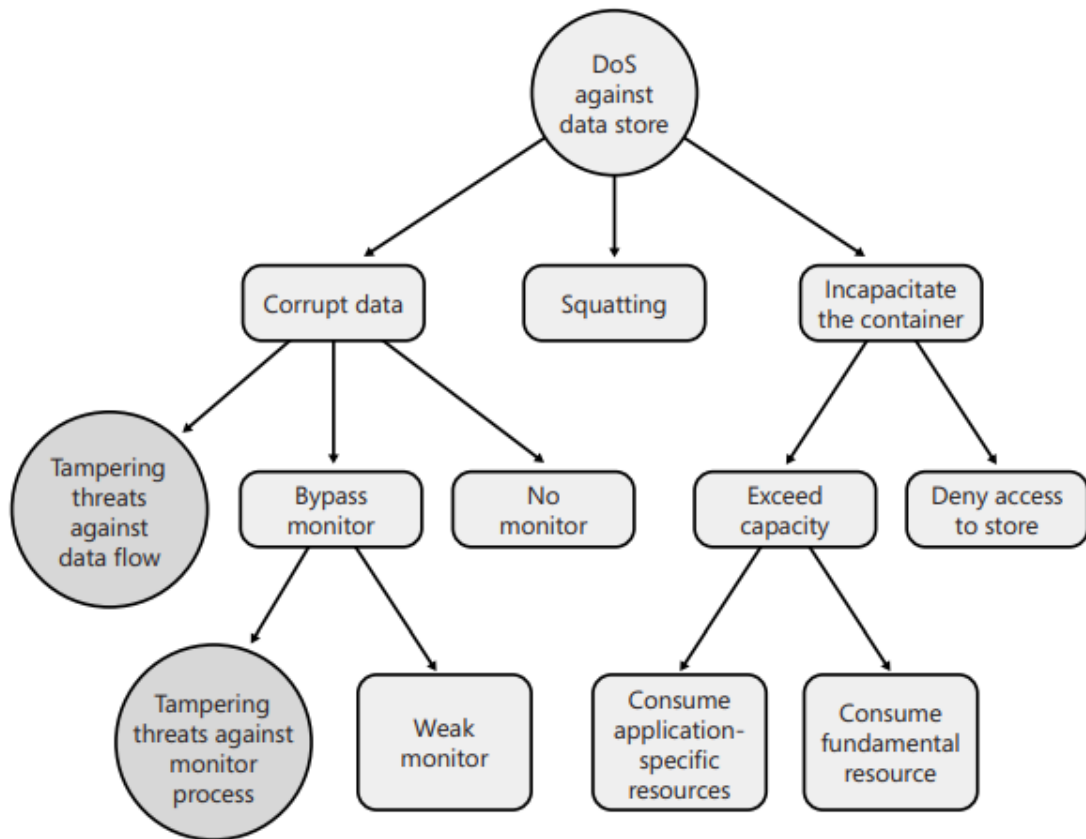 DoS
against
data store
Corrupt data
Squatting
Incapacitate
the container
Tampering
threats
against
data flow
Bypass
monitor
No
monitor
Exceed
capacity
Deny access
to store
Tampering
threats against
monitor
process
Weak
monitor
Consume
application-
specific
resources
Consume
fundamental
resource